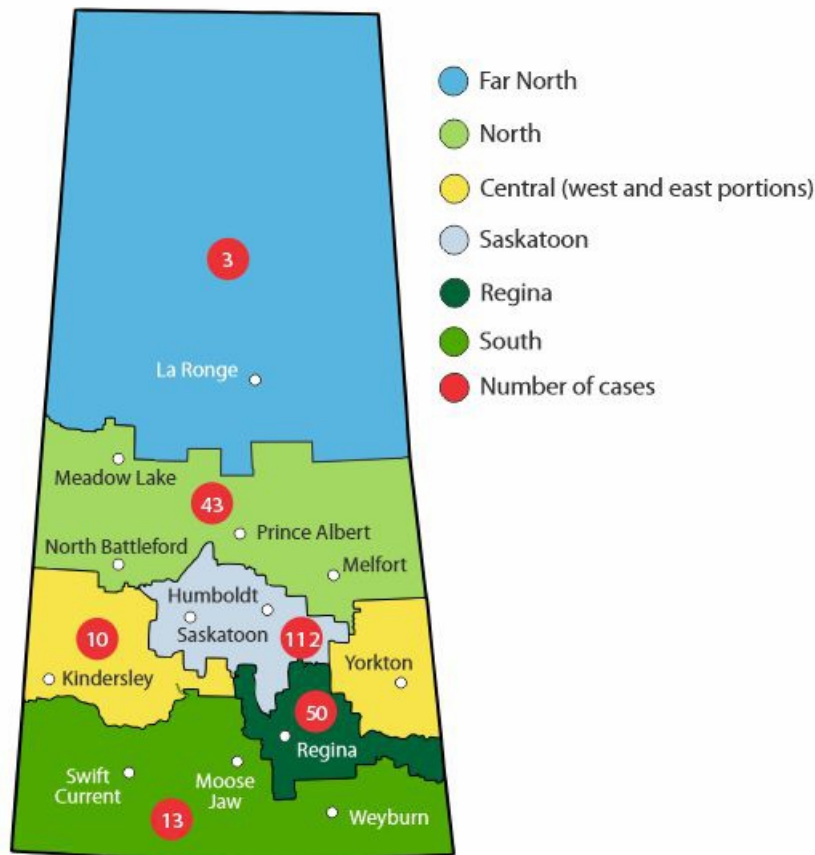 Far North
North
Central (west and east portions)
Saskatoon
Regina
South
Number of cases
3
La Ronge
Meadow Lake
43
Prince Albert
North Battleford
Melfort
Humboldt
Saskatoon
112
10
Kindersley
Yorkton
50
Regina
Swift
Current
Moose
Jaw
13
Weyburn